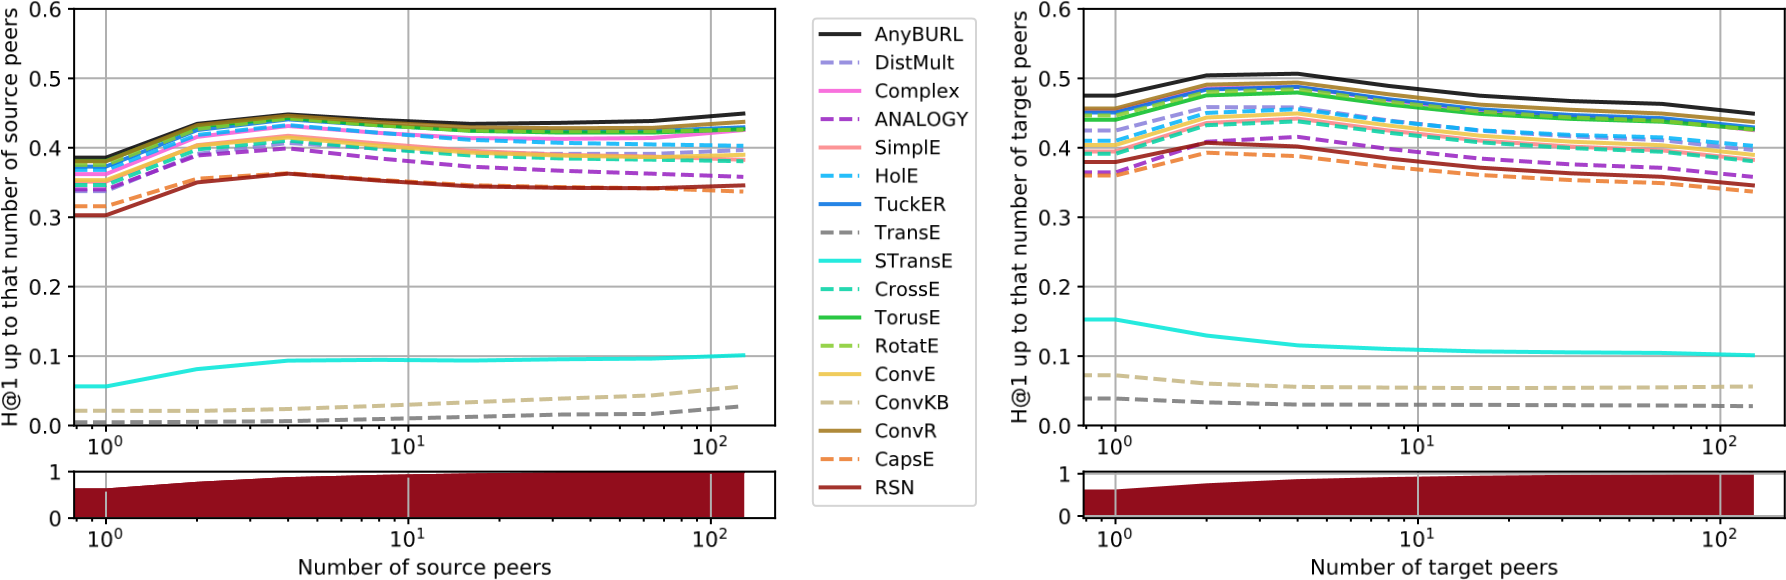 H@1 up to that number of source peers
0.6
0.5
0.4
0.3
0.2
0.1
0.0
10⁰
10¹
10²
1
0
10⁰
10¹
10²
Number of source peers
AnyBURL
DistMult
Complex
ANALOGY
SimplE
HolE
TuckER
TransE
STransE
CrossE
TorusE
RotatE
ConvE
ConvKB
ConvR
CapsE
RSN
H@1 up to that number of target peers
0.6
0.5
0.4
0.3
0.2
0.1
0.0
10⁰
10¹
10²
1
0
10⁰
10¹
10²
Number of target peers